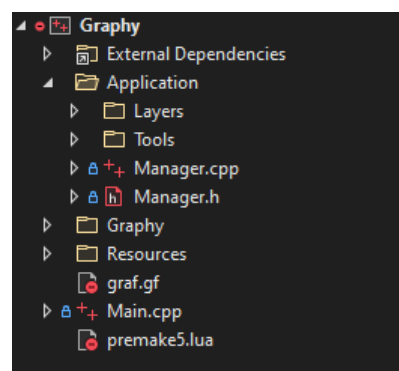 Graphy
External Dependencies
Application
Layers
Tools
Manager.cpp
Manager.h
Graphy
Resources
graf.gf
Main.cpp
premake5.lua